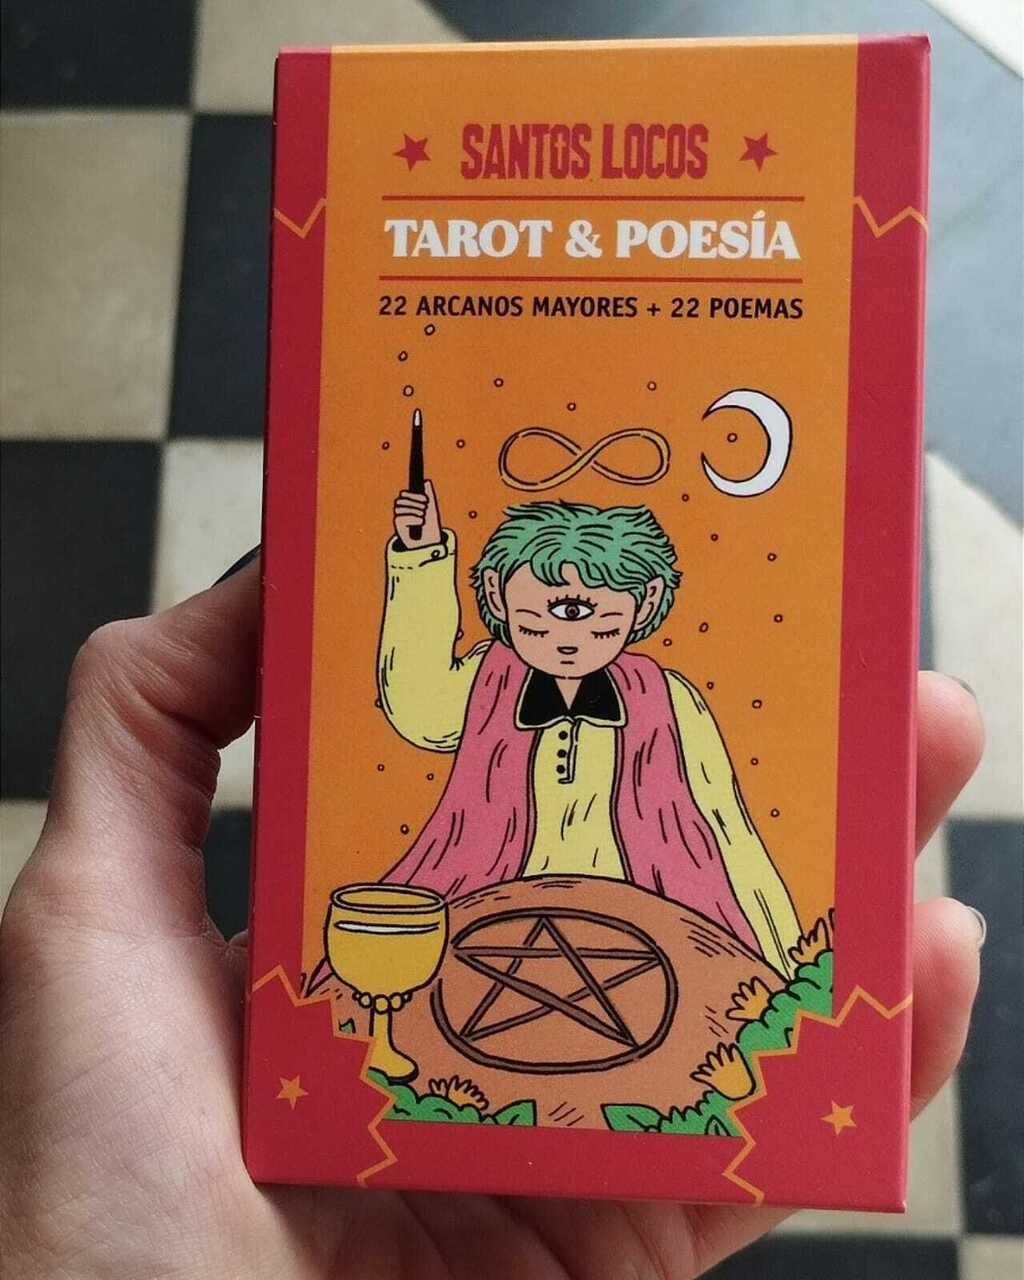 SANTOS LOCOS
TAROT & POESÍA
22 ARCANOS MAYORES + 22 POEMAS